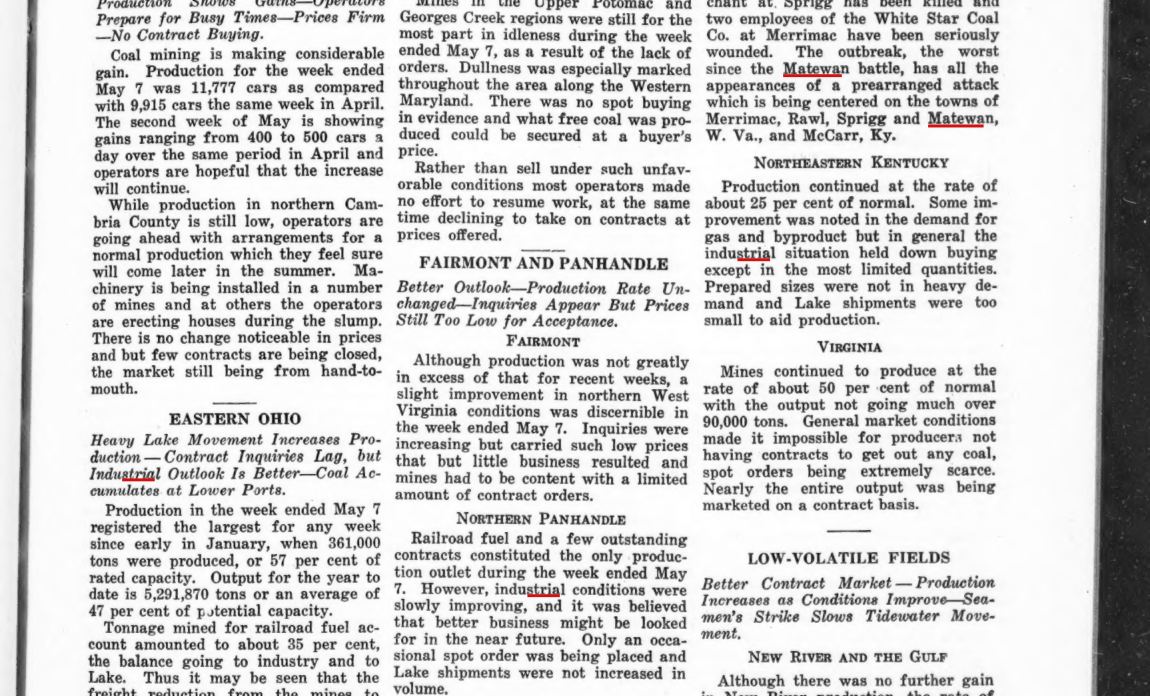 Production Shows Gains—Operators
Prepare for Busy Times—Prices Firm
—No Contract Buying.
Coal mining is making considerable
gain. Production for the week ended
May 7 was 11,777 cars as compared
with 9,915 cars the same week in April.
The second week of May is showing
gains ranging from 400 to 500 cars a
day over the same period in April and
operators are hopeful that the increase
will continue.
While production in northern Cam-
bria County is still low, operators are
going ahead with arrangements for a
normal production which they feel sure
will come later in the summer. Ma-
chinery is being installed in a number
of mines and at others the operators
are erecting houses during the slump.
There is no change noticeable in prices
and but few contracts are being closed,
the market still being from hand-to-
mouth.
EASTERN OHIO
Heavy Lake Movement Increases Pro-
duction — Contract Inquiries Lag, but
Industrial Outlook Is Better—Coal Ac-
cumulates at Lower Ports.
Production in the week ended May 7
registered the largest for any week
since early in January, when 361,000
tons were produced, or 57 per cent of
rated capacity. Output for the year to
date is 5,291,870 tons or an average of
47 per cent of potential capacity.
Tonnage mined for railroad fuel ac-
count amounted to about 35 per cent,
the balance going to industry and to
Lake. Thus it may be seen that the
freight reduction from the mines to
Mines in the Upper Potomac and
Georges Creek regions were still for the
most part in idleness during the week
ended May 7, as a result of the lack of
orders. Dullness was especially marked
throughout the area along the Western
Maryland. There was no spot buying
in evidence and what free coal was pro-
duced could be secured at a buyer's
price.
Rather than sell under such unfav-
orable conditions most operators made
no effort to resume work, at the same
time declining to take on contracts at
prices offered.
FAIRMONT AND PANHANDLE
Better Outlook—Production Rate Un-
changed—Inquiries Appear But Prices
Still Too Low for Acceptance.
FAIRMONT
Although production was not greatly
in excess of that for recent weeks, a
slight improvement in northern West
Virginia conditions was discernible in
the week ended May 7. Inquiries were
increasing but carried such low prices
that but little business resulted and
mines had to be content with a limited
amount of contract orders.
NORTHERN PANHANDLE
Railroad fuel and a few outstanding
contracts constituted the only produc-
tion outlet during the week ended May
7. However, industrial conditions were
slowly improving, and it was believed
that better business might be looked
for in the near future. Only an occa-
sional spot order was being placed and
Lake shipments were not increased in
volume.
chant at Sprigg has been killed and
two employees of the White Star Coal
Co. at Merrimac have been seriously
wounded. The outbreak, the worst
since the Matewan battle, has all the
appearances of a prearranged attack
which is being centered on the towns of
Merrimac, Rawl, Sprigg and Matewan,
W. Va., and McCarr, Ky.
NORTHEASTERN KENTUCKY
Production continued at the rate of
about 25 per cent of normal. Some im-
provement was noted in the demand for
gas and byproduct but in general the
industrial situation held down buying
except in the most limited quantities.
Prepared sizes were not in heavy de-
mand and Lake shipments were too
small to aid production.
VIRGINIA
Mines continued to produce at the
rate of about 50 per cent of normal
with the output not going much over
90,000 tons. General market conditions
made it impossible for producers not
having contracts to get out any coal,
spot orders being extremely scarce.
Nearly the entire output was being
marketed on a contract basis.
LOW-VOLATILE FIELDS
Better Contract Market — Production
Increases as Conditions Improve—Sea-
men's Strike Slows Tidewater Move-
ment.
NEW RIVER AND THE GULF
Although there was no further gain
in New River production, the rate of